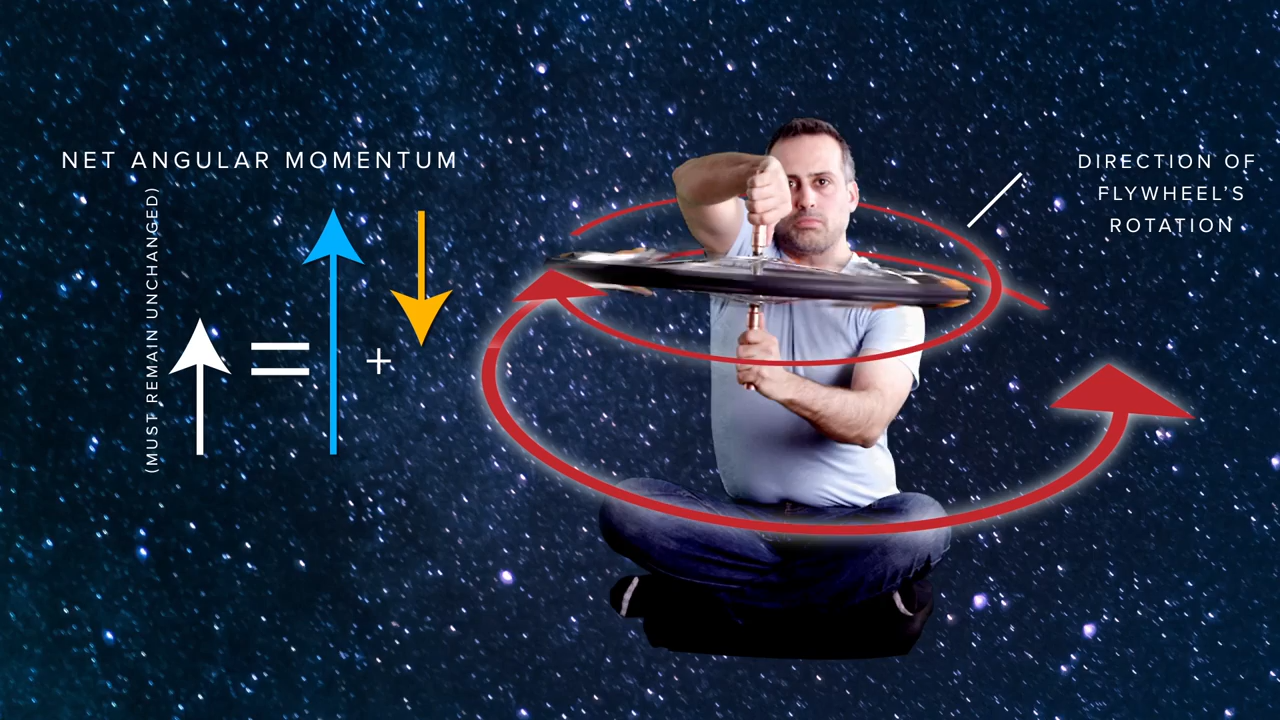 NET ANGULAR MOMENTUM
(MUST REMAIN UNCHANGED)
=
+
DIRECTION OF
FLYWHEEL'S
ROTATION